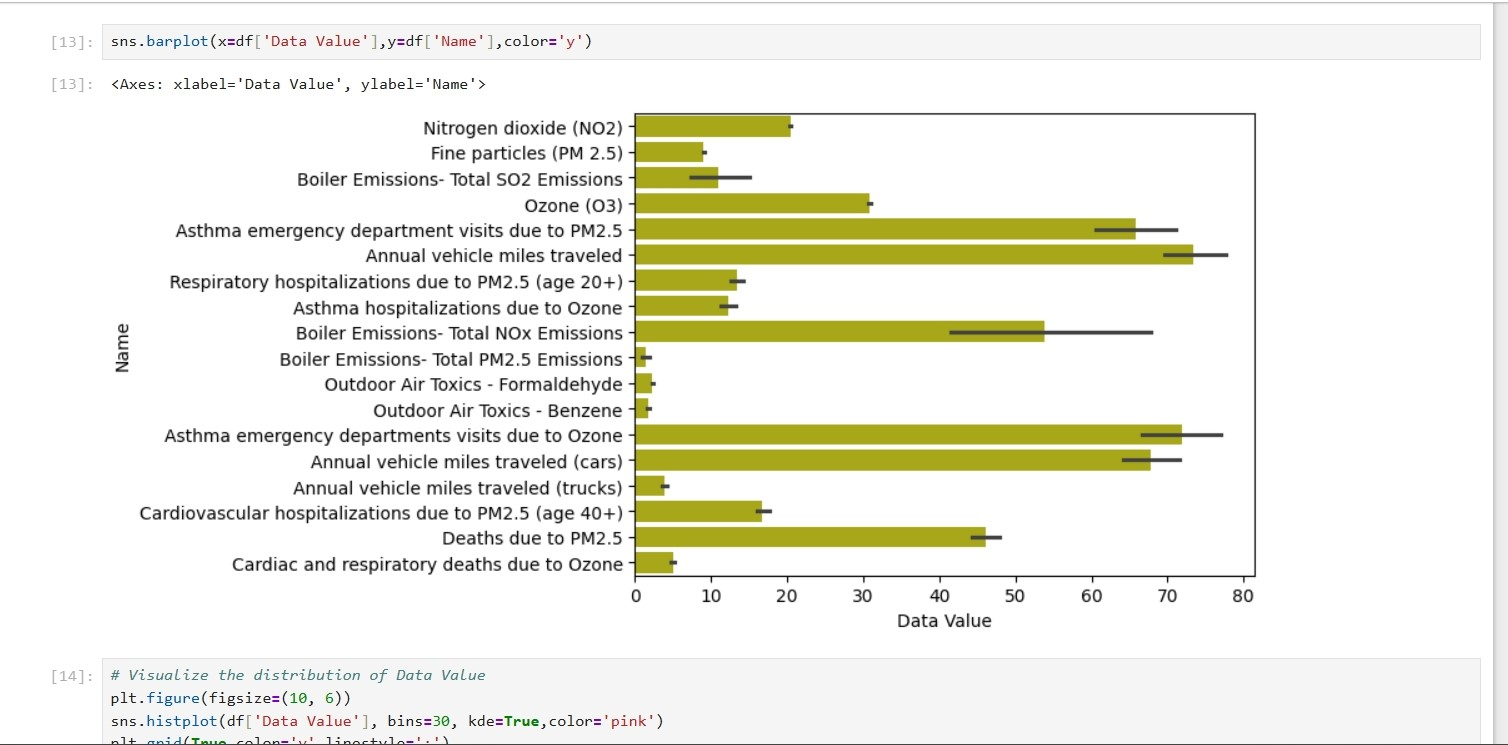 [13]: sns.barplot(x=df['Data Value'],y=df['Name'],color='y')
[13]: <Axes: xlabel='Data Value', ylabel='Name'>
Nitrogen dioxide (NO2)
Fine particles (PM 2.5)
Boiler Emissions- Total SO2 Emissions
Ozone (O3)
Asthma emergency department visits due to PM2.5
Annual vehicle miles traveled
Respiratory hospitalizations due to PM2.5 (age 20+)
Asthma hospitalizations due to Ozone
Boiler Emissions- Total NOx Emissions
Boiler Emissions- Total PM2.5 Emissions
Outdoor Air Toxics - Formaldehyde
Outdoor Air Toxics - Benzene
Asthma emergency departments visits due to Ozone
Annual vehicle miles traveled (cars)
Annual vehicle miles traveled (trucks)
Cardiovascular hospitalizations due to PM2.5 (age 40+)
Deaths due to PM2.5
Cardiac and respiratory deaths due to Ozone
Name
0 10 20 30 40 50 60 70 80
Data Value
[14]: # Visualize the distribution of Data Value
plt.figure(figsize=(10, 6))
sns.histplot(df['Data Value'], bins=30, kde=True,color='pink')
plt.grid(True,color='y',linestyle=':')